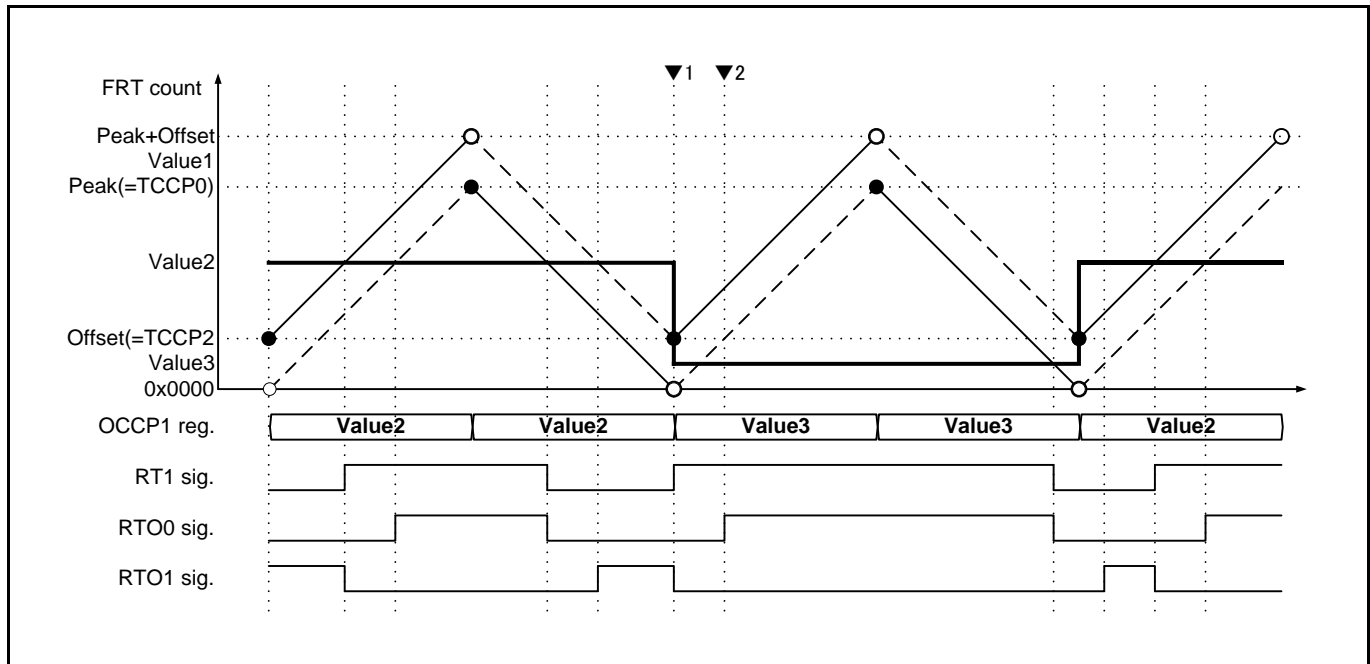 ▼1 ▼2
FRT count
Peak+Offset
Value1
Peak(=TCCP0)
Value2
Offset(=TCCP2
Value3
0x0000
OCCP1 reg. Value2 Value2 Value3 Value3 Value2
RT1 sig.
RTO0 sig.
RTO1 sig.